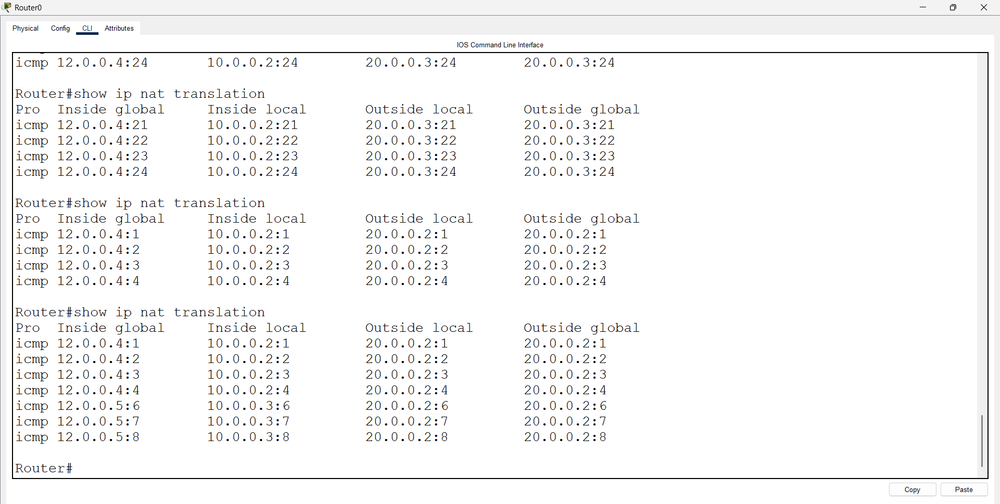 Router0
Physical Config CLI Attributes
IOS Command Line Interface
icmp 12.0.0.4:24 10.0.0.2:24 20.0.0.3:24 20.0.0.3:24
Router#show ip nat translation
Pro Inside global Inside local Outside local Outside global
icmp 12.0.0.4:21 10.0.0.2:21 20.0.0.3:21 20.0.0.3:21
icmp 12.0.0.4:22 10.0.0.2:22 20.0.0.3:22 20.0.0.3:22
icmp 12.0.0.4:23 10.0.0.2:23 20.0.0.3:23 20.0.0.3:23
icmp 12.0.0.4:24 10.0.0.2:24 20.0.0.3:24 20.0.0.3:24
Router#show ip nat translation
Pro Inside global Inside local Outside local Outside global
icmp 12.0.0.4:1 10.0.0.2:1 20.0.0.2:1 20.0.0.2:1
icmp 12.0.0.4:2 10.0.0.2:2 20.0.0.2:2 20.0.0.2:2
icmp 12.0.0.4:3 10.0.0.2:3 20.0.0.2:3 20.0.0.2:3
icmp 12.0.0.4:4 10.0.0.2:4 20.0.0.2:4 20.0.0.2:4
Router#show ip nat translation
Pro Inside global Inside local Outside local Outside global
icmp 12.0.0.4:1 10.0.0.2:1 20.0.0.2:1 20.0.0.2:1
icmp 12.0.0.4:2 10.0.0.2:2 20.0.0.2:2 20.0.0.2:2
icmp 12.0.0.4:3 10.0.0.2:3 20.0.0.2:3 20.0.0.2:3
icmp 12.0.0.4:4 10.0.0.2:4 20.0.0.2:4 20.0.0.2:4
icmp 12.0.0.5:6 10.0.0.3:6 20.0.0.2:6 20.0.0.2:6
icmp 12.0.0.5:7 10.0.0.3:7 20.0.0.2:7 20.0.0.2:7
icmp 12.0.0.5:8 10.0.0.3:8 20.0.0.2:8 20.0.0.2:8
Router#
Copy Paste